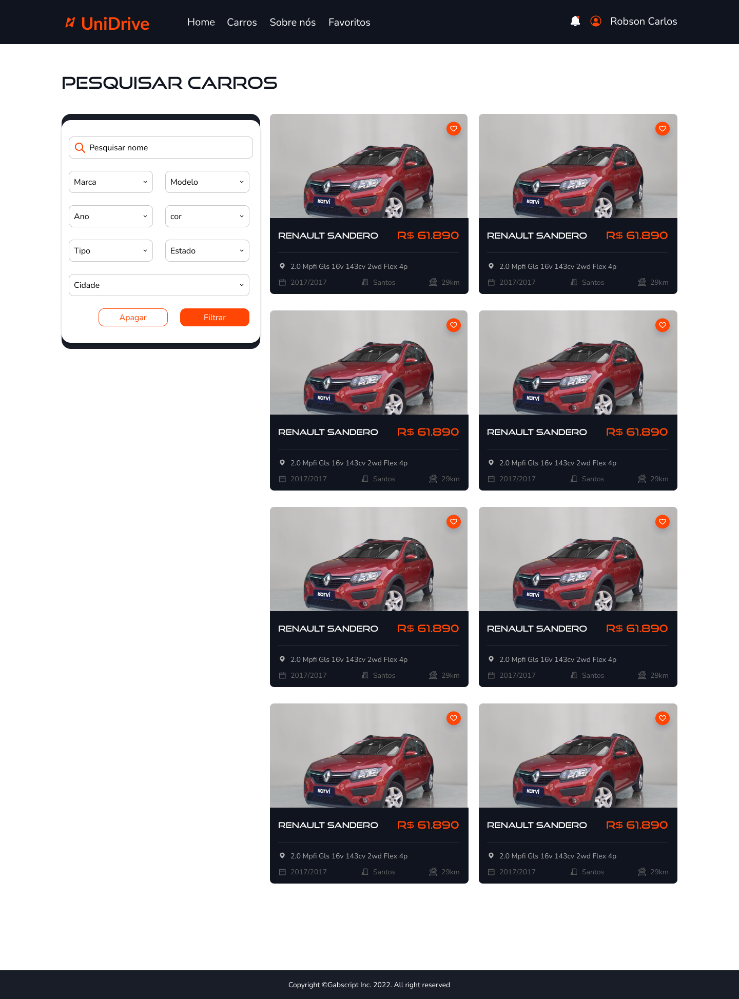 UniDrive Home Carros Sobre nós Favoritos Robson Carlos
PESQUISAR CARROS
Pesquisar nome
Marca Modelo
Ano cor
Tipo Estado
Cidade
Apagar Filtrar
karvi karvi
RENAULT SANDERO R$ 61.890 RENAULT SANDERO R$ 61.890
2.0 Mpfi Gls 16v 143cv 2wd Flex 4p 2.0 Mpfi Gls 16v 143cv 2wd Flex 4p
2017/2017 Santos 29km 2017/2017 Santos 29km
karvi karvi
RENAULT SANDERO R$ 61.890 RENAULT SANDERO R$ 61.890
2.0 Mpfi Gls 16v 143cv 2wd Flex 4p 2.0 Mpfi Gls 16v 143cv 2wd Flex 4p
2017/2017 Santos 29km 2017/2017 Santos 29km
karvi karvi
RENAULT SANDERO R$ 61.890 RENAULT SANDERO R$ 61.890
2.0 Mpfi Gls 16v 143cv 2wd Flex 4p 2.0 Mpfi Gls 16v 143cv 2wd Flex 4p
2017/2017 Santos 29km 2017/2017 Santos 29km
karvi karvi
RENAULT SANDERO R$ 61.890 RENAULT SANDERO R$ 61.890
2.0 Mpfi Gls 16v 143cv 2wd Flex 4p 2.0 Mpfi Gls 16v 143cv 2wd Flex 4p
2017/2017 Santos 29km 2017/2017 Santos 29km
Copyright ©Gabscript Inc. 2022. All right reserved